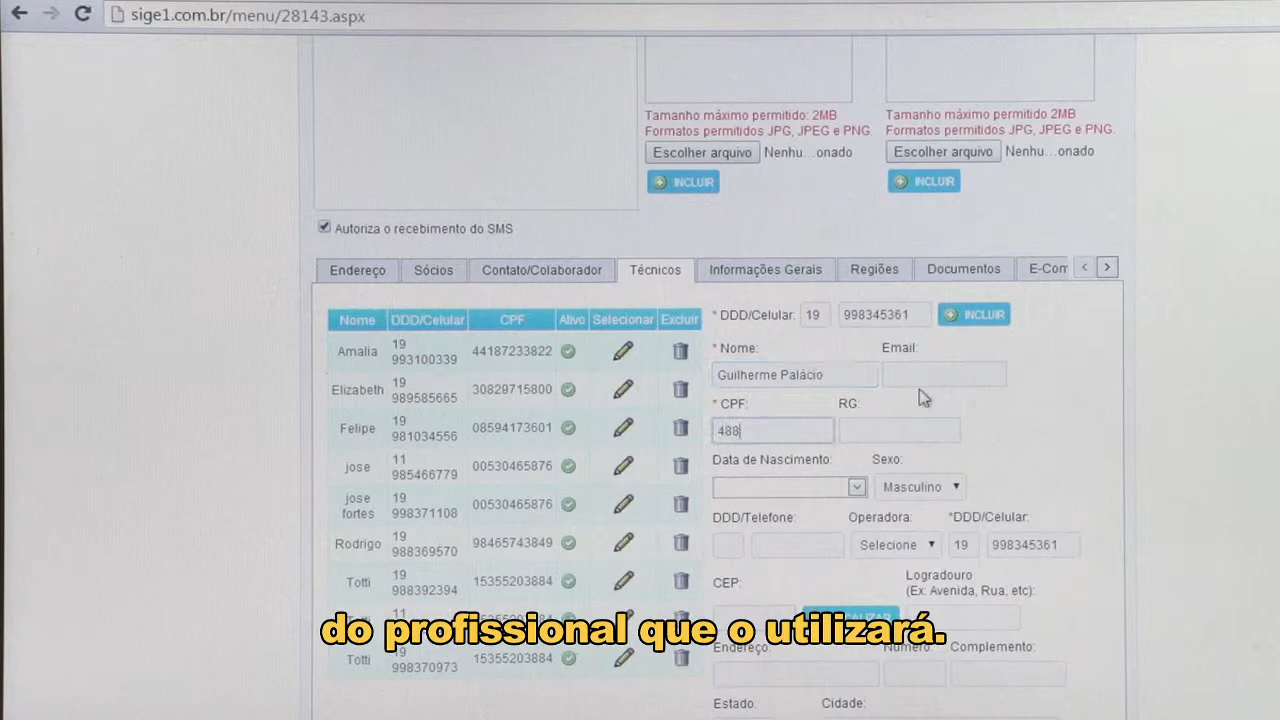 sige1.com.br/menu/28143.aspx
Tamanho máximo permitido: 2MB
Formatos permitidos JPG, JPEG e PNG
Escolher arquivo Nenhu...onado
INCLUIR
Tamanho máximo permitido 2MB
Formatos permitidos JPG, JPEG e PNG.
Escolher arquivo Nenhu...onado
INCLUIR
Autoriza o recebimento do SMS
Endereço Sócios Contato/Colaborador Técnicos Informações Gerais Regiões Documentos E-Com < >
Nome DDD/Celular CPF Ativo Selecionar Excluir
Amalia 19 993100339 44187233822
Elizabeth 19 989585665 30829715800
Felipe 19 981034556 08594173601
jose 11 985466779 00530465876
jose fortes 19 998371108 00530465876
Rodrigo 19 988369570 98465743849
Totti 19 988392394 15355203884
11
Totti 998370973 15355203884
* DDD/Celular: 19 998345361 INCLUIR
* Nome: Email:
Guilherme Palácio
* CPF: RG:
488
Data de Nascimento: Sexo:
Masculino
DDD/Telefone: Operadora: *DDD/Celular:
Selecione 19 998345361
CEP: Logradouro
(Ex: Avenida, Rua, etc):
Endereço: Número: Complemento:
Estado: Cidade:
do profissional que o utilizará.